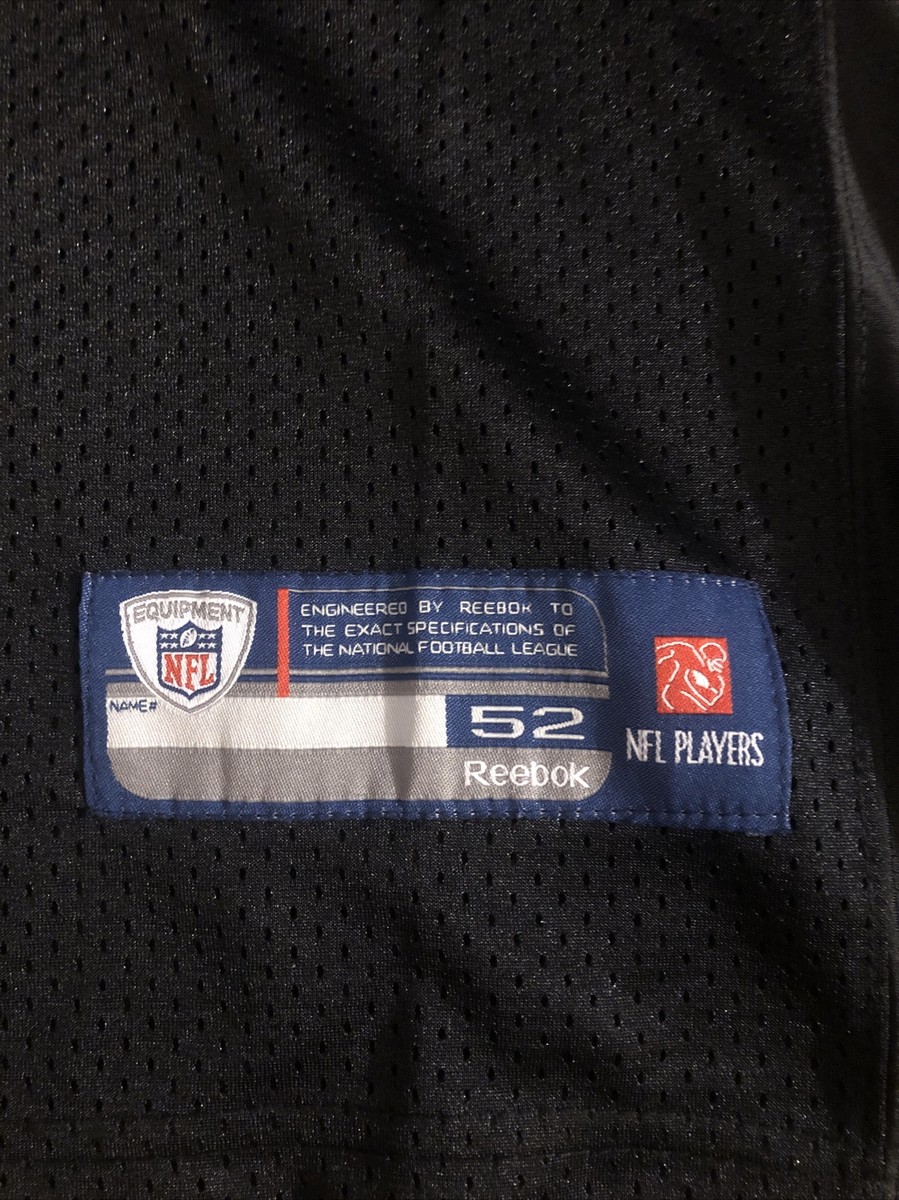 EQUIPMENT
NFL
ENGINEERED BY REEBOK TO
THE EXACT SPECIFICATIONS OF
THE NATIONAL FOOTBALL LEAGUE
NAME#
52
Reebok
NFL PLAYERS